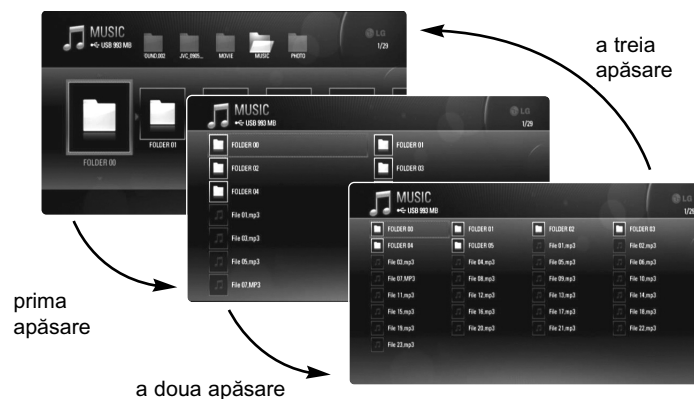 MUSIC
USB 993 MB
OUND.002
JVC_0905...
MOVIE
MUSIC
PHOTO
LG
1/29
FOLDER 00
FOLDER 01
a treia
apăsare
MUSIC
USB 993 MB
LG
1/29
FOLDER 00
FOLDER 01
FOLDER 02
FOLDER 03
FOLDER 04
File 01.mp3
File 03.mp3
File 05.mp3
File 07.MP3
MUSIC
USB 993 MB
LG
1/29
FOLDER 00 FOLDER 01 FOLDER 02 FOLDER 03
FOLDER 04 FOLDER 05 File 01.mp3 File 02.mp3
File 03.mp3 File 04.mp3 File 05.mp3 File 06.mp3
File 07.MP3 File 08.mp3 File 09.mp3 File 10.mp3
File 11.mp3 File 12.mp3 File 13.mp3 File 14.mp3
File 15.mp3 File 16.mp3 File 17.mp3 File 18.mp3
File 19.mp3 File 20.mp3 File 21.mp3 File 22.mp3
File 23.mp3
prima
apăsare
a doua apăsare